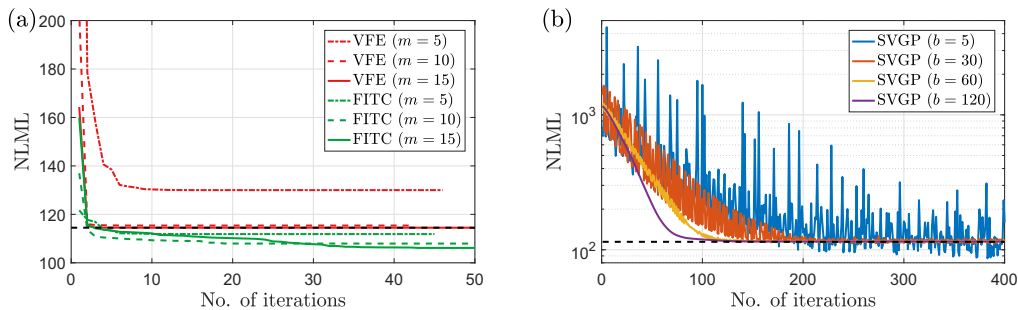 (a)
NLML
200
180
160
140
120
100
0
10
20
30
40
50
No. of iterations
VFE (m = 5)
VFE (m = 10)
VFE (m = 15)
FITC (m = 5)
FITC (m = 10)
FITC (m = 15)
(b)
NLML
10³
10²
0
100
200
300
400
No. of iterations
SVGP (b = 5)
SVGP (b = 30)
SVGP (b = 60)
SVGP (b = 120)